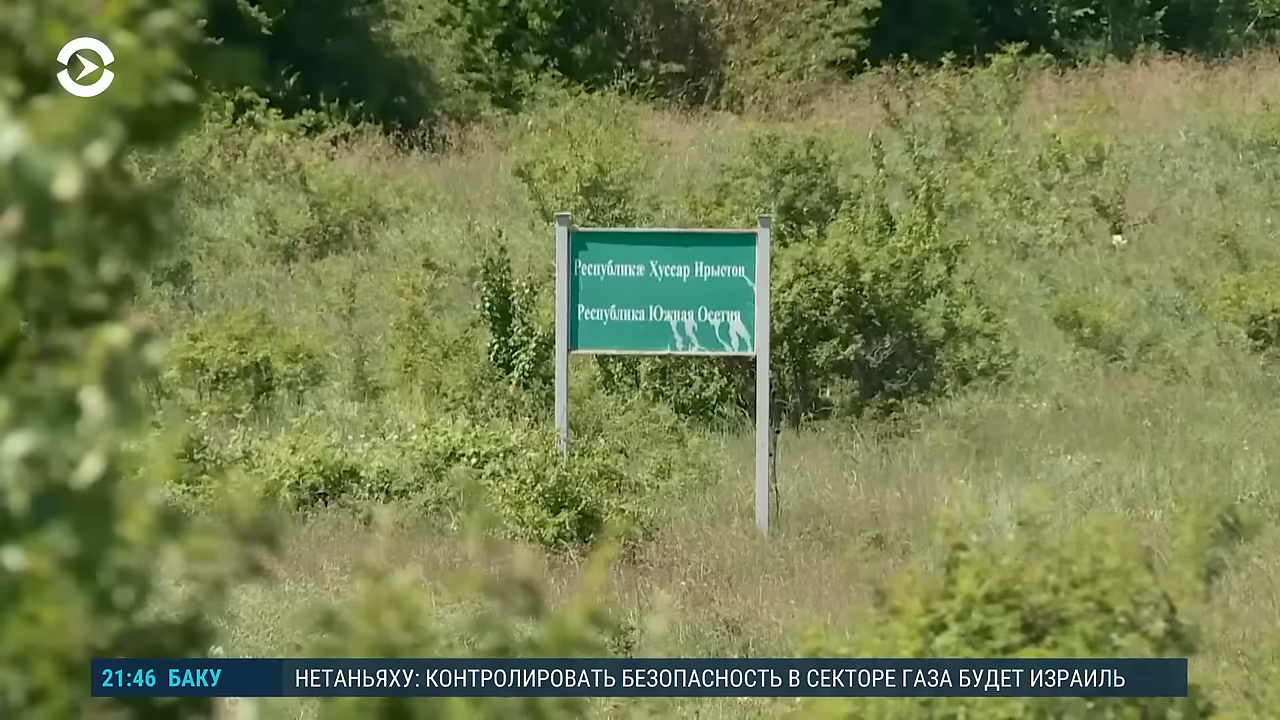 Республикæ Хуссар Ирыстон
Республика Южная Осетия
21:46 БАКУ НЕТАНЬЯХУ: КОНТРОЛИРОВАТЬ БЕЗОПАСНОСТЬ В СЕКТОРЕ ГАЗА БУДЕТ ИЗРАИЛЬ